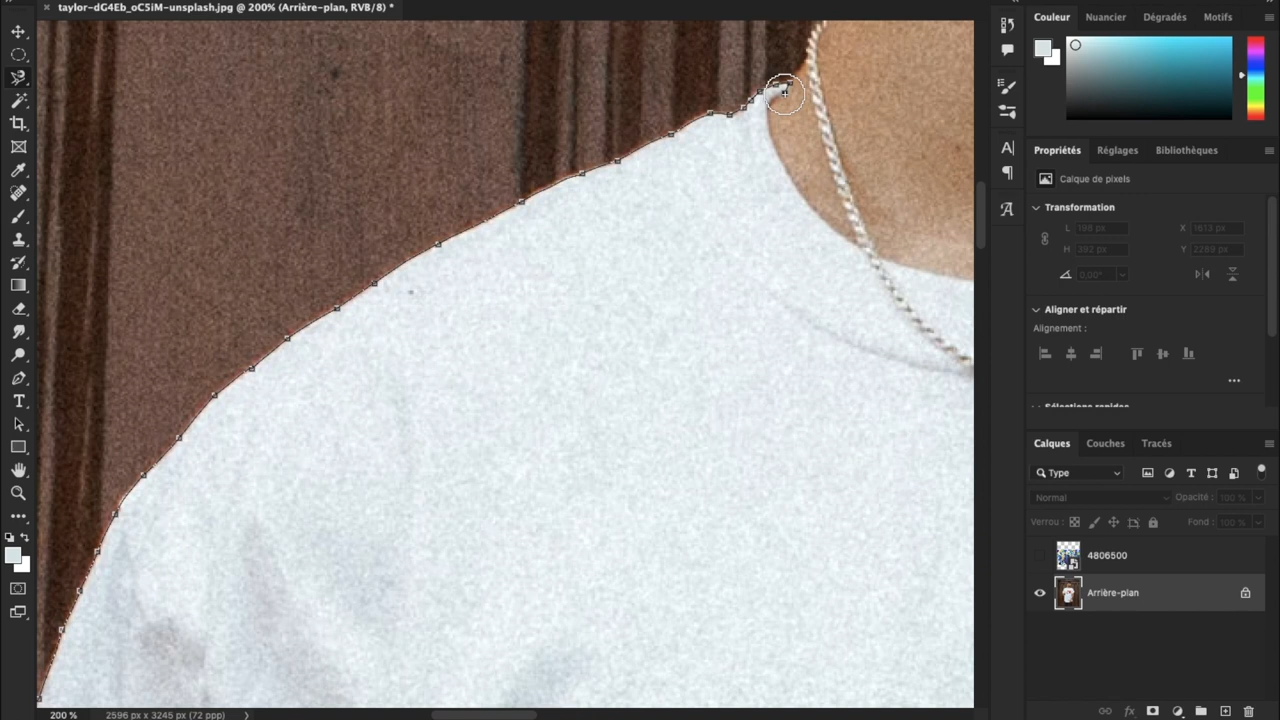 taylor-dG4Eb_oC5iM-unsplash.jpg @ 200% (Arrière-plan, RVB/8) *
Couleur Nuancier Dégradés Motifs
Propriétés Réglages Bibliothèques
Calque de pixels
Transformation
L 198 px X 1613 px
H 392 px Y 2289 px
0,00°
Aligner et répartir
Alignement :
Sélections rapides
Calques Couches Tracés
Type
Normal Opacité : 100 %
Verrou : Fond : 100 %
4806500
Arrière-plan
200 % 2596 px x 3245 px (72 ppp)